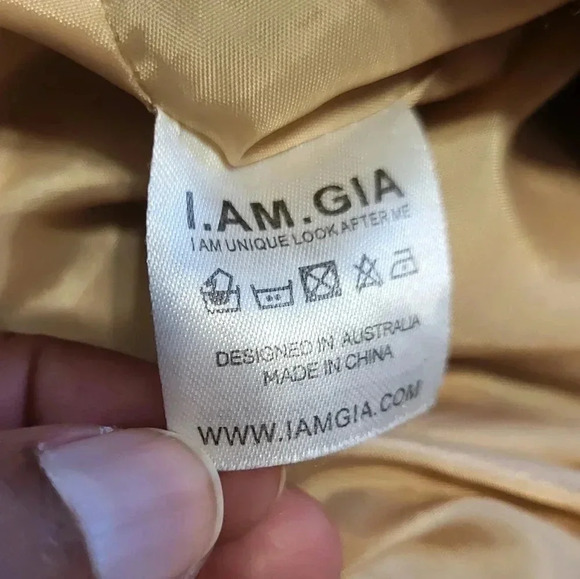 I.AM.GIA
I AM UNIQUE LOOK AFTER ME
DESIGNED IN AUSTRALIA
MADE IN CHINA
WWW.IAMGIA.COM